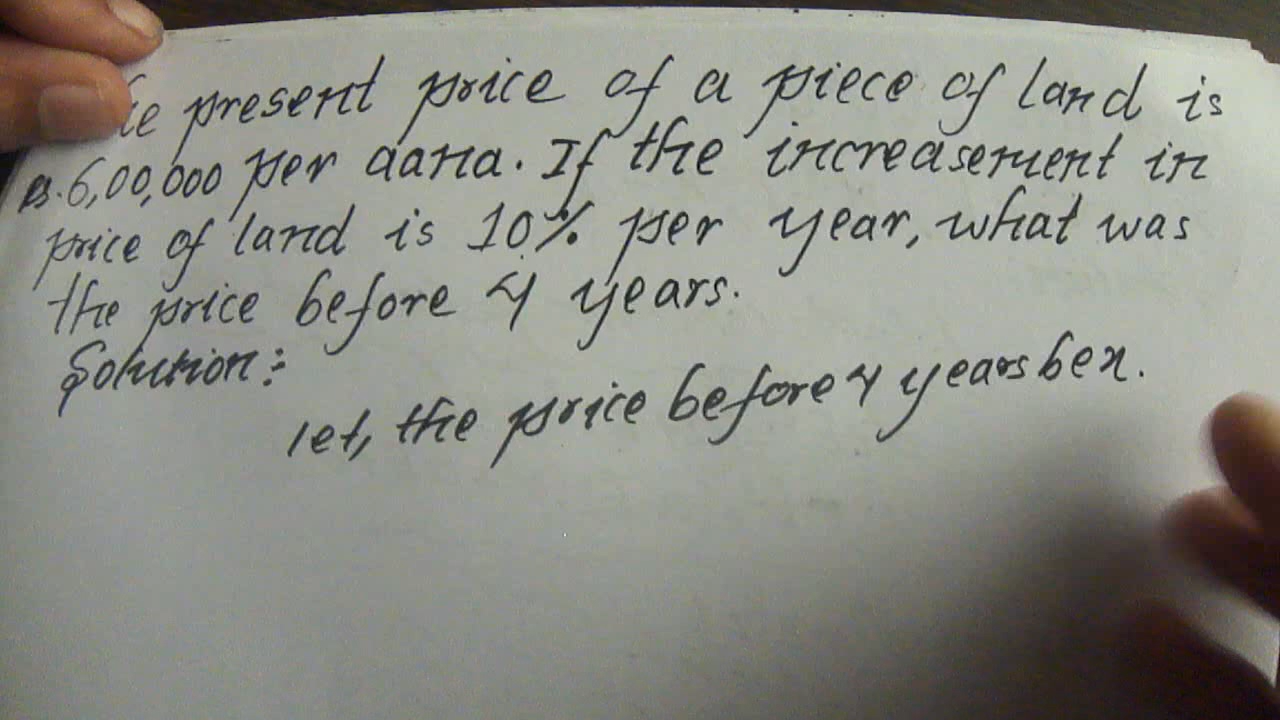 present price of a piece of land is
Rs. 6,00,000 per aana. If the increasement in
price of land is 10% per year, what was
the price before 4 years.
Solution:
let, the price before 4 years be x.